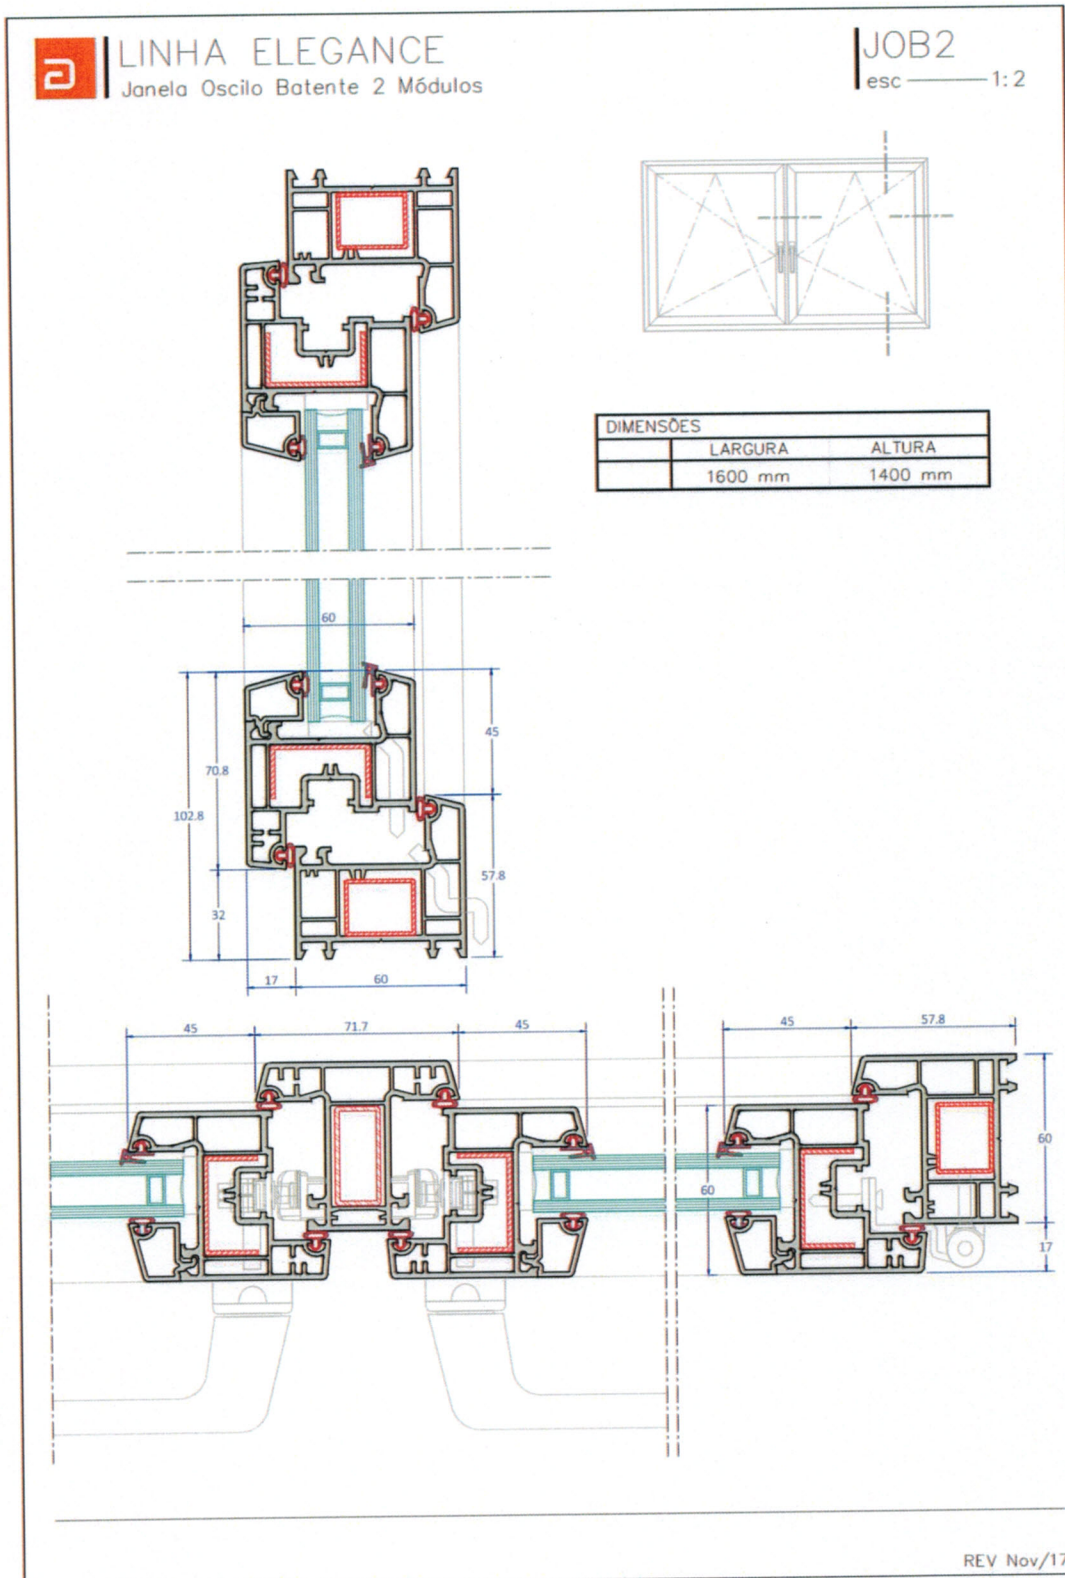 LINHA ELEGANCE
Janela Oscilo Batente 2 Módulos
JOB2
esc 1:2
DIMENSÕES
LARGURA ALTURA
1600 mm 1400 mm
60
45
70.8
102.8
57.8
32
17 60
45 71.7 45
45 57.8
60
60
17
REV Nov/17